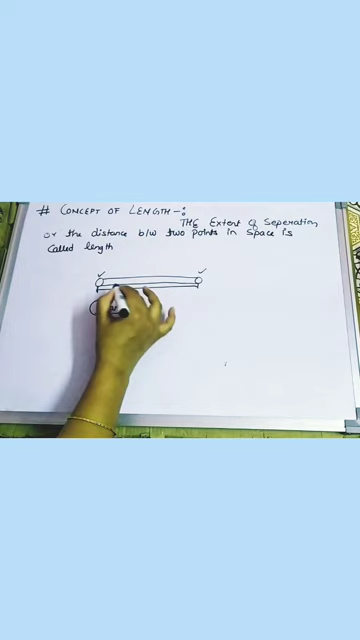 # CONCEPT OF LENGTH -:
THE Extent of Seperation
or the distance b/w two points in space is
Called length